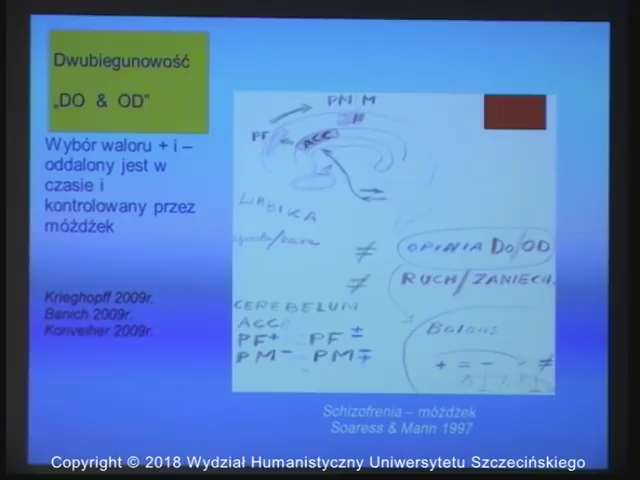 Dwubiegunowość
„DO & OD”
Wybór waloru + i –
oddalony jest w
czasie i
kontrolowany przez
móżdżek
Krieghopff 2009r.
Banich 2009r.
Konveiher 2009r.
PM M
PF
ACC
LIMBIKA
≠ OPINIA DO/OD
≠ RUCH/ZANIECH.
CEREBELUM
ACC
PF+ PF±
PM– PM∓
Balans
+ = – - ≠
Schizofrenia – móżdżek
Soaress & Mann 1997
Copyright © 2018 Wydział Humanistyczny Uniwersytetu Szczecińskiego